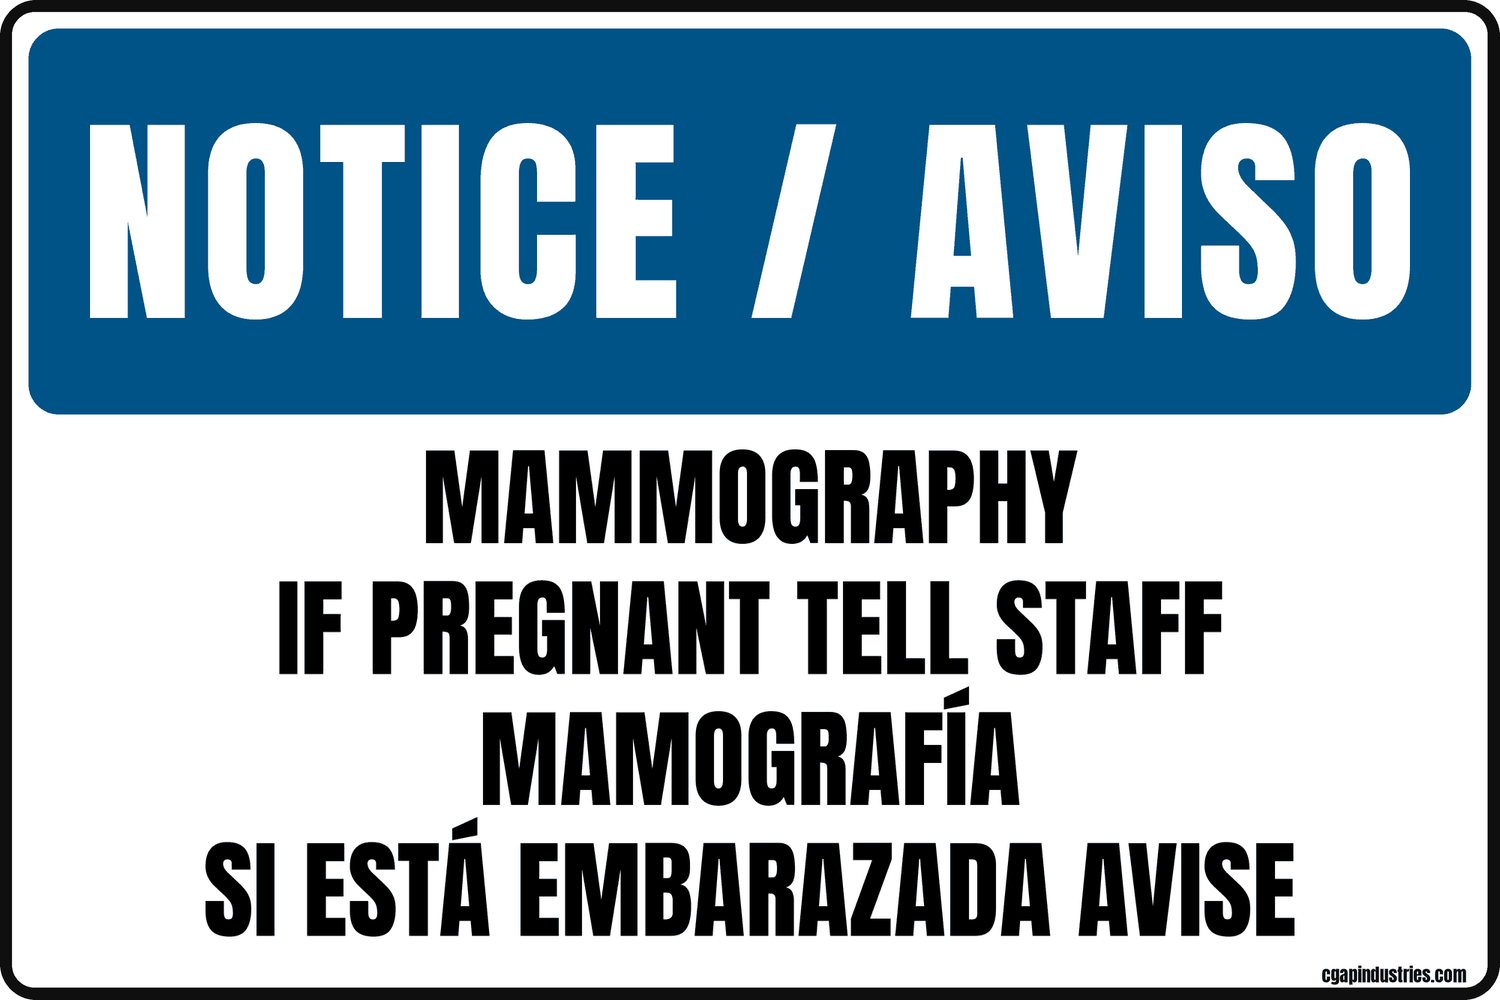 NOTICE / AVISO
MAMMOGRAPHY
IF PREGNANT TELL STAFF
MAMOGRAFÍA
SI ESTÁ EMBARAZADA AVISE
cgapindustries.com